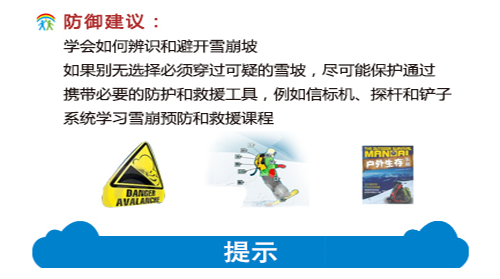 防御建议：
学会如何辨识和避开雪崩坡
如果别无选择必须穿过可疑的雪坡，尽可能保护通过
携带必要的防护和救援工具，例如信标机、探杆和铲子
系统学习雪崩预防和救援课程
DANGER
AVALANCHE
户外生存
提示